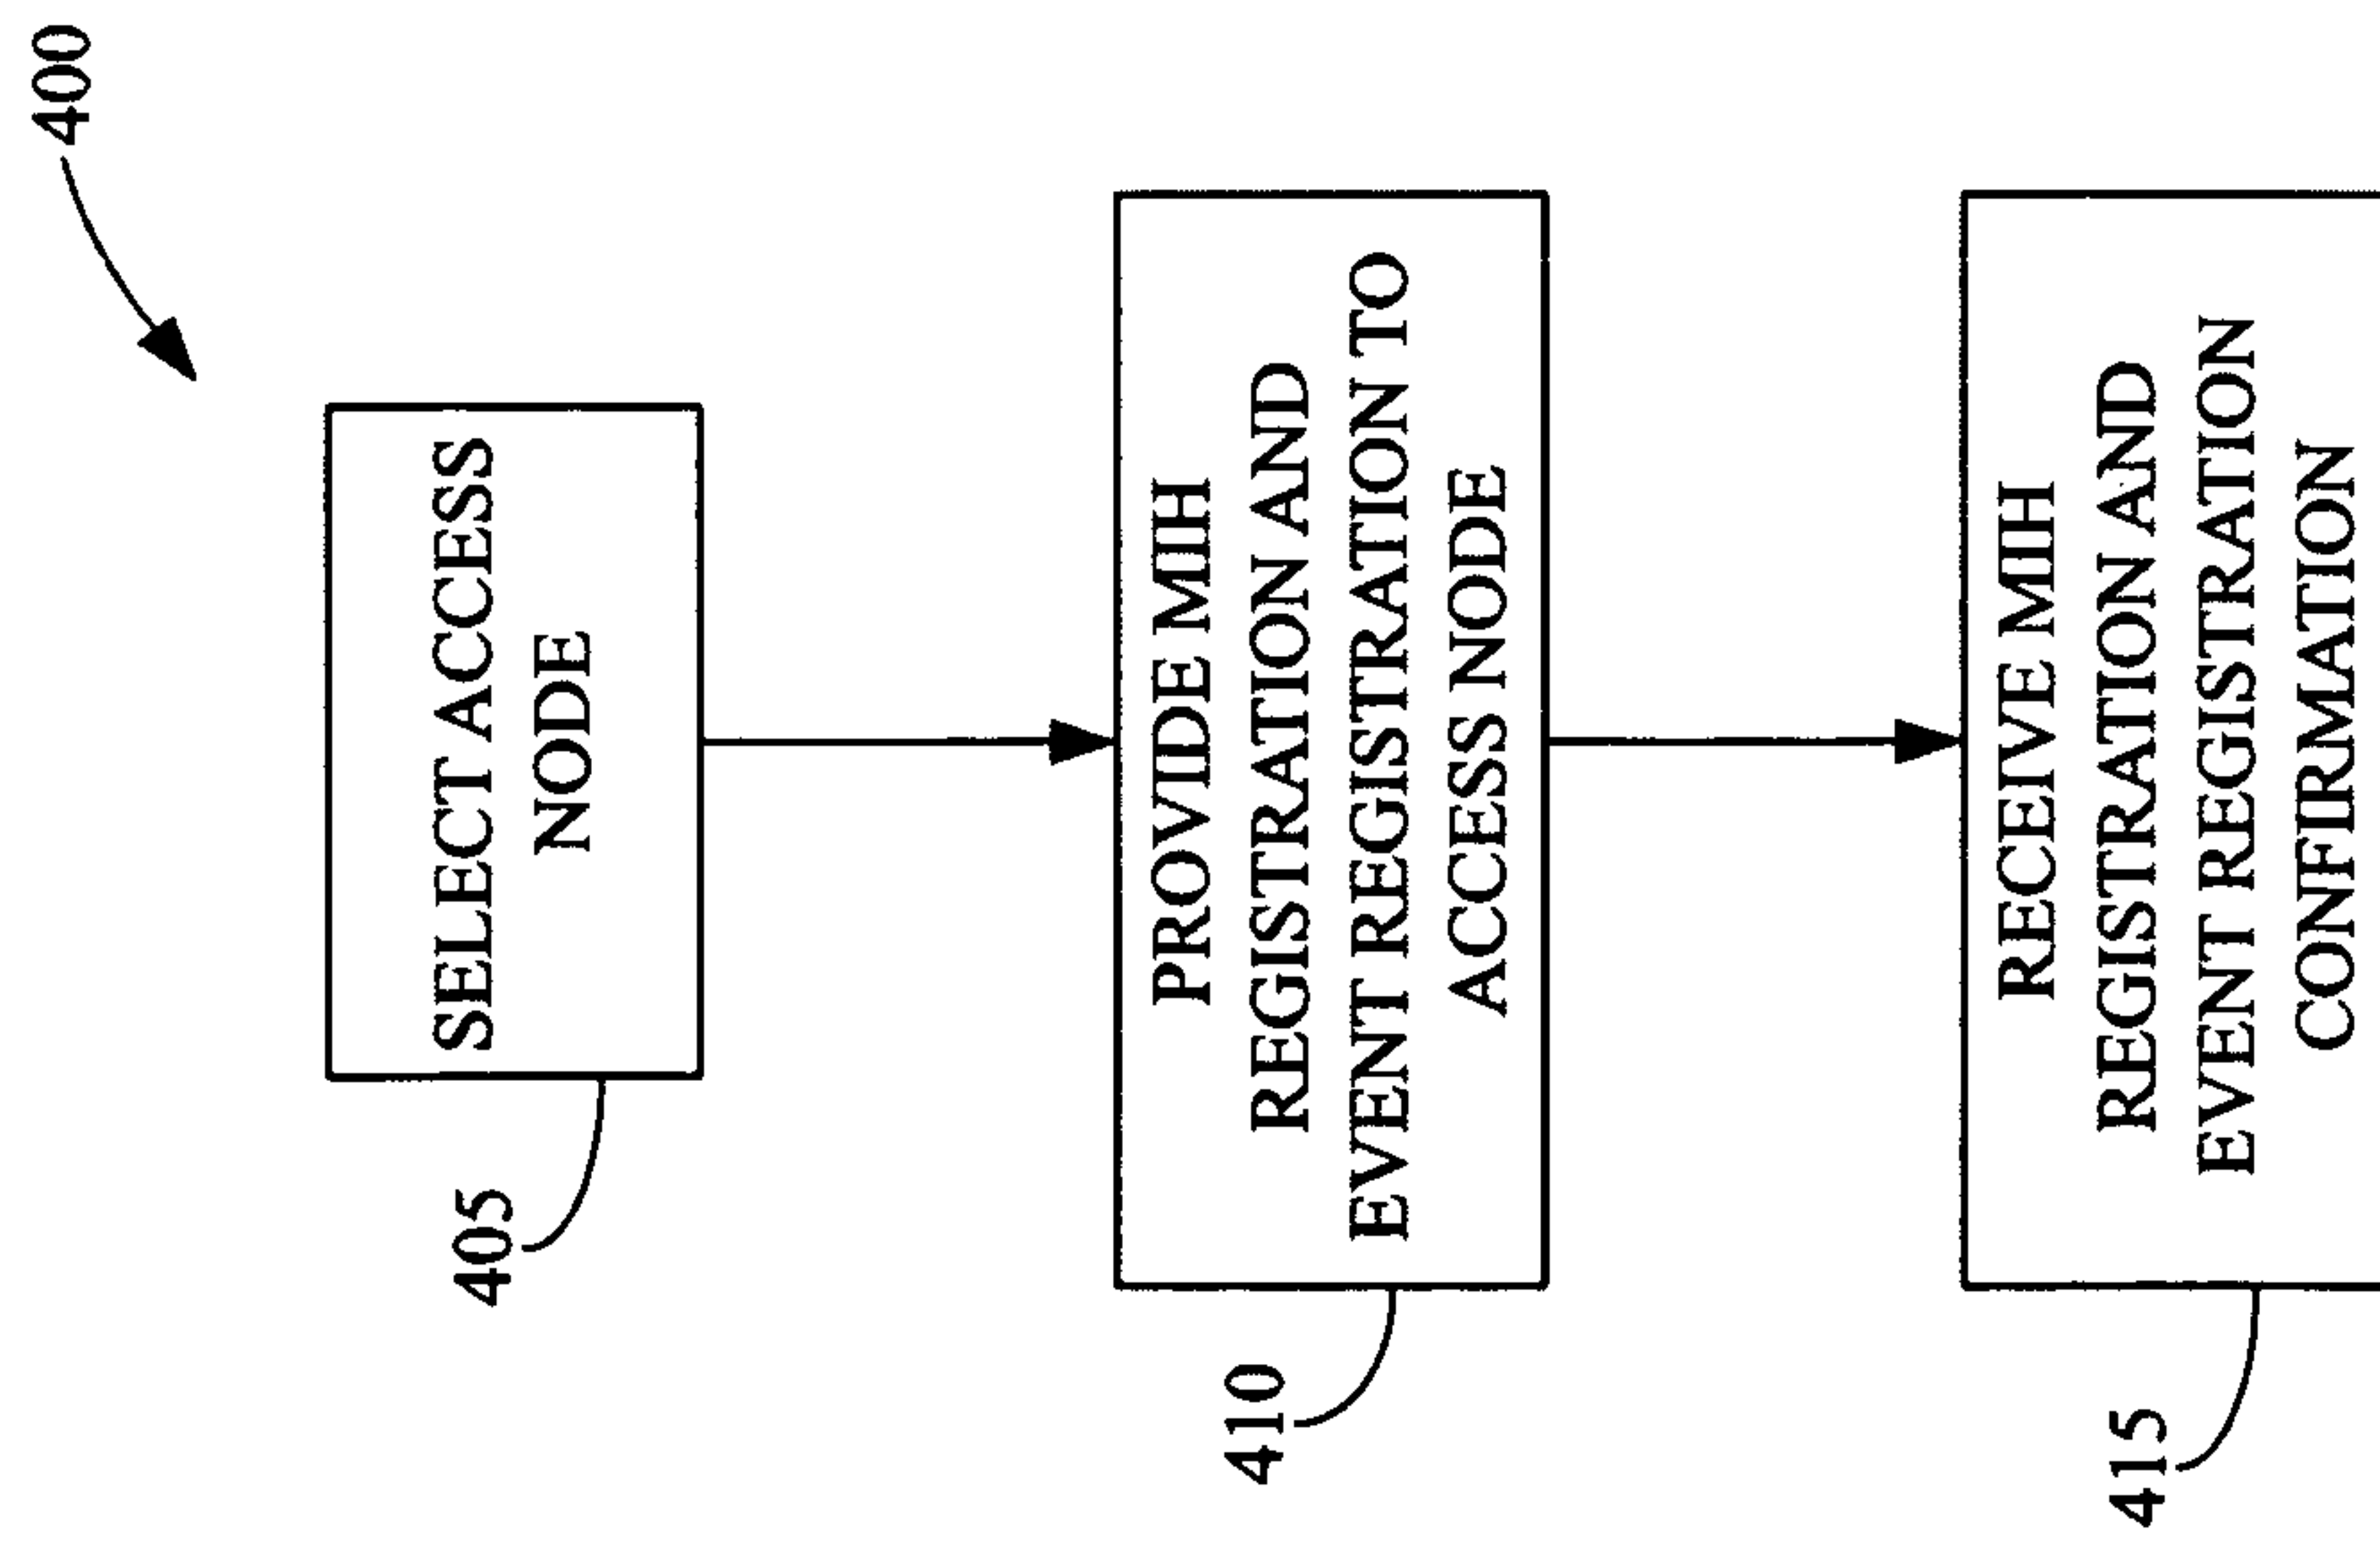 400
SELECT ACCESS
NODE
405
PROVIDE MIH
REGISTRATION AND
EVENT REGISTRATION TO
ACCESS NODE
410
RECEIVE MIH
REGISTRATION AND
EVENT REGISTRATION
CONFIRMATION
415